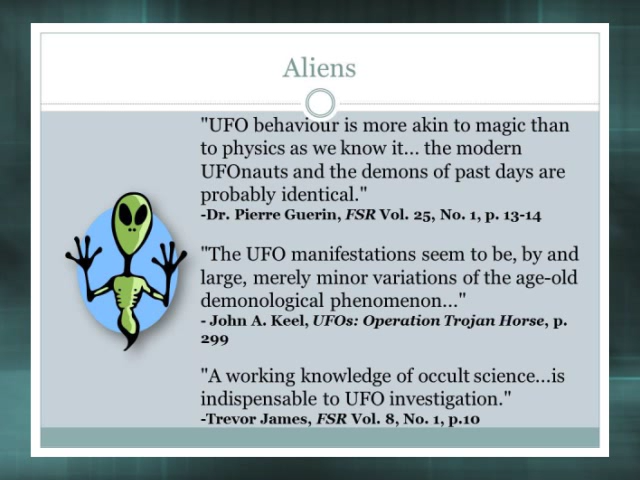 Aliens
"UFO behaviour is more akin to magic than
to physics as we know it... the modern
UFOnauts and the demons of past days are
probably identical."
-Dr. Pierre Guerin, FSR Vol. 25, No. 1, p. 13-14
"The UFO manifestations seem to be, by and
large, merely minor variations of the age-old
demonological phenomenon..."
- John A. Keel, UFOs: Operation Trojan Horse, p.
299
"A working knowledge of occult science...is
indispensable to UFO investigation."
-Trevor James, FSR Vol. 8, No. 1, p.10